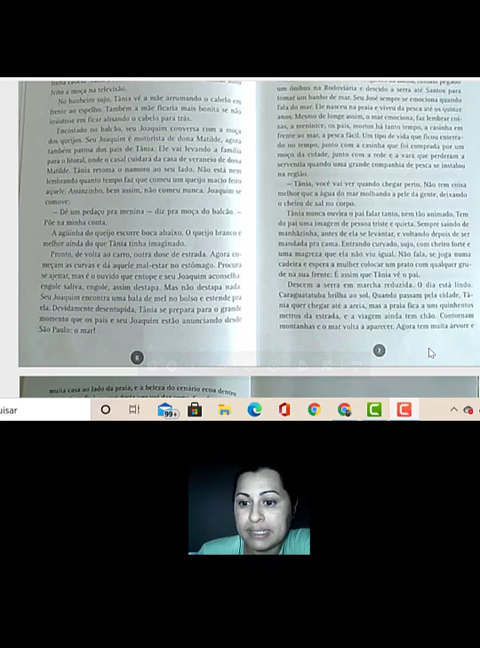 feito a moça na televisão.
No banheiro sujo, Tânia vê a mãe arrumando o cabelo em
frente ao espelho. Também a mãe ficaria mais bonita se não
insistisse em ficar alisando o cabelo para trás.
Encostado no balcão, seu Joaquim conversa com a moça
dos queijos. Seu Joaquim é motorista de dona Matilde, agora
também patroa dos pais de Tânia. Ele vai levando a família
para o litoral, onde o casal cuidará da casa de veraneio de dona
Matilde. Tânia retoma o namoro ao seu lado. Não está nem
lembrando quanto tempo faz que comeu um queijo macio feito
aquele. Assunzinho, bem assim, não comeu nunca. Joaquim se
comove.
— Dê um pedaço pra menina — diz pra moça do balcão. —
Põe na minha conta.
A agüinha do queijo escorre boca abaixo. O queijo branco e
melhor ainda do que Tânia tinha imaginado.
Pronto, de volta ao carro, outra dose de estrada. Agora co-
meçam as curvas e dá aquele mal-estar no estômago. Procura
se ajeitar, mas é o ouvido que entope e seu Joaquim aconselha:
engole saliva, engole, assim destapa. Mas não destapa nada.
Seu Joaquim encontra uma bala de mel no bolso e estende pra
ela. Devidamente desentupida, Tânia se prepara para o grande
momento que os pais e seu Joaquim estão anunciando desde
São Paulo: o mar!
6
um ônibus na Rodoviária e descido a serra até Santos para
tomar um banho de mar. Seu José sempre se emociona quando
fala do mar. Ele nasceu na praia e viveu da pesca até os quinhentos
anos. Mesmo de longe assim, o mar emociona, faz lembrar coi-
sas, a meninice, os pais, mortos há tanto tempo, a casinha em
frente ao mar, a pesca fácil. Um tipo de vida que ficou enterra-
do no tempo, junto com a casinha que foi comprada por um
moço da cidade, junto com a rede e a vara que perderam a
serventia quando uma grande companhia de pesca se instalou
na região.
— Tânia, você vai ver quando chegar perto. Não tem coisa
melhor que a água do mar molhando a pele da gente, deixando
o cheiro de sal no corpo.
Tânia nunca ouvira o pai falar tanto, nem tão animado. Tem
do pai uma imagem de pessoa triste e quieta. Sempre saindo de
manhãzinha, antes de ela se levantar, e voltando depois de ser
mandada pra cama. Entrando curvado, sujo, com cheiro forte e
uma magreza que ela não viu igual. Não fala, se joga numa
cadeira e espera a mulher colocar um prato com qualquer gru-
de na sua frente. É assim que Tânia vê o pai.
Descem a serra em marcha reduzida. O dia está lindo.
Caraguatatuba brilha ao sol. Quando passam pela cidade, Tâ-
nia quer chegar até a areia, mas a praia fica a uns quinhentos
metros da estrada, e a viagem ainda tem chão. Contornam
montanhas e o mar volta a aparecer. Agora tem muita árvore e
7
muita casa ao lado da praia, e a beleza do cenário ecoa dentro
uisar
99+